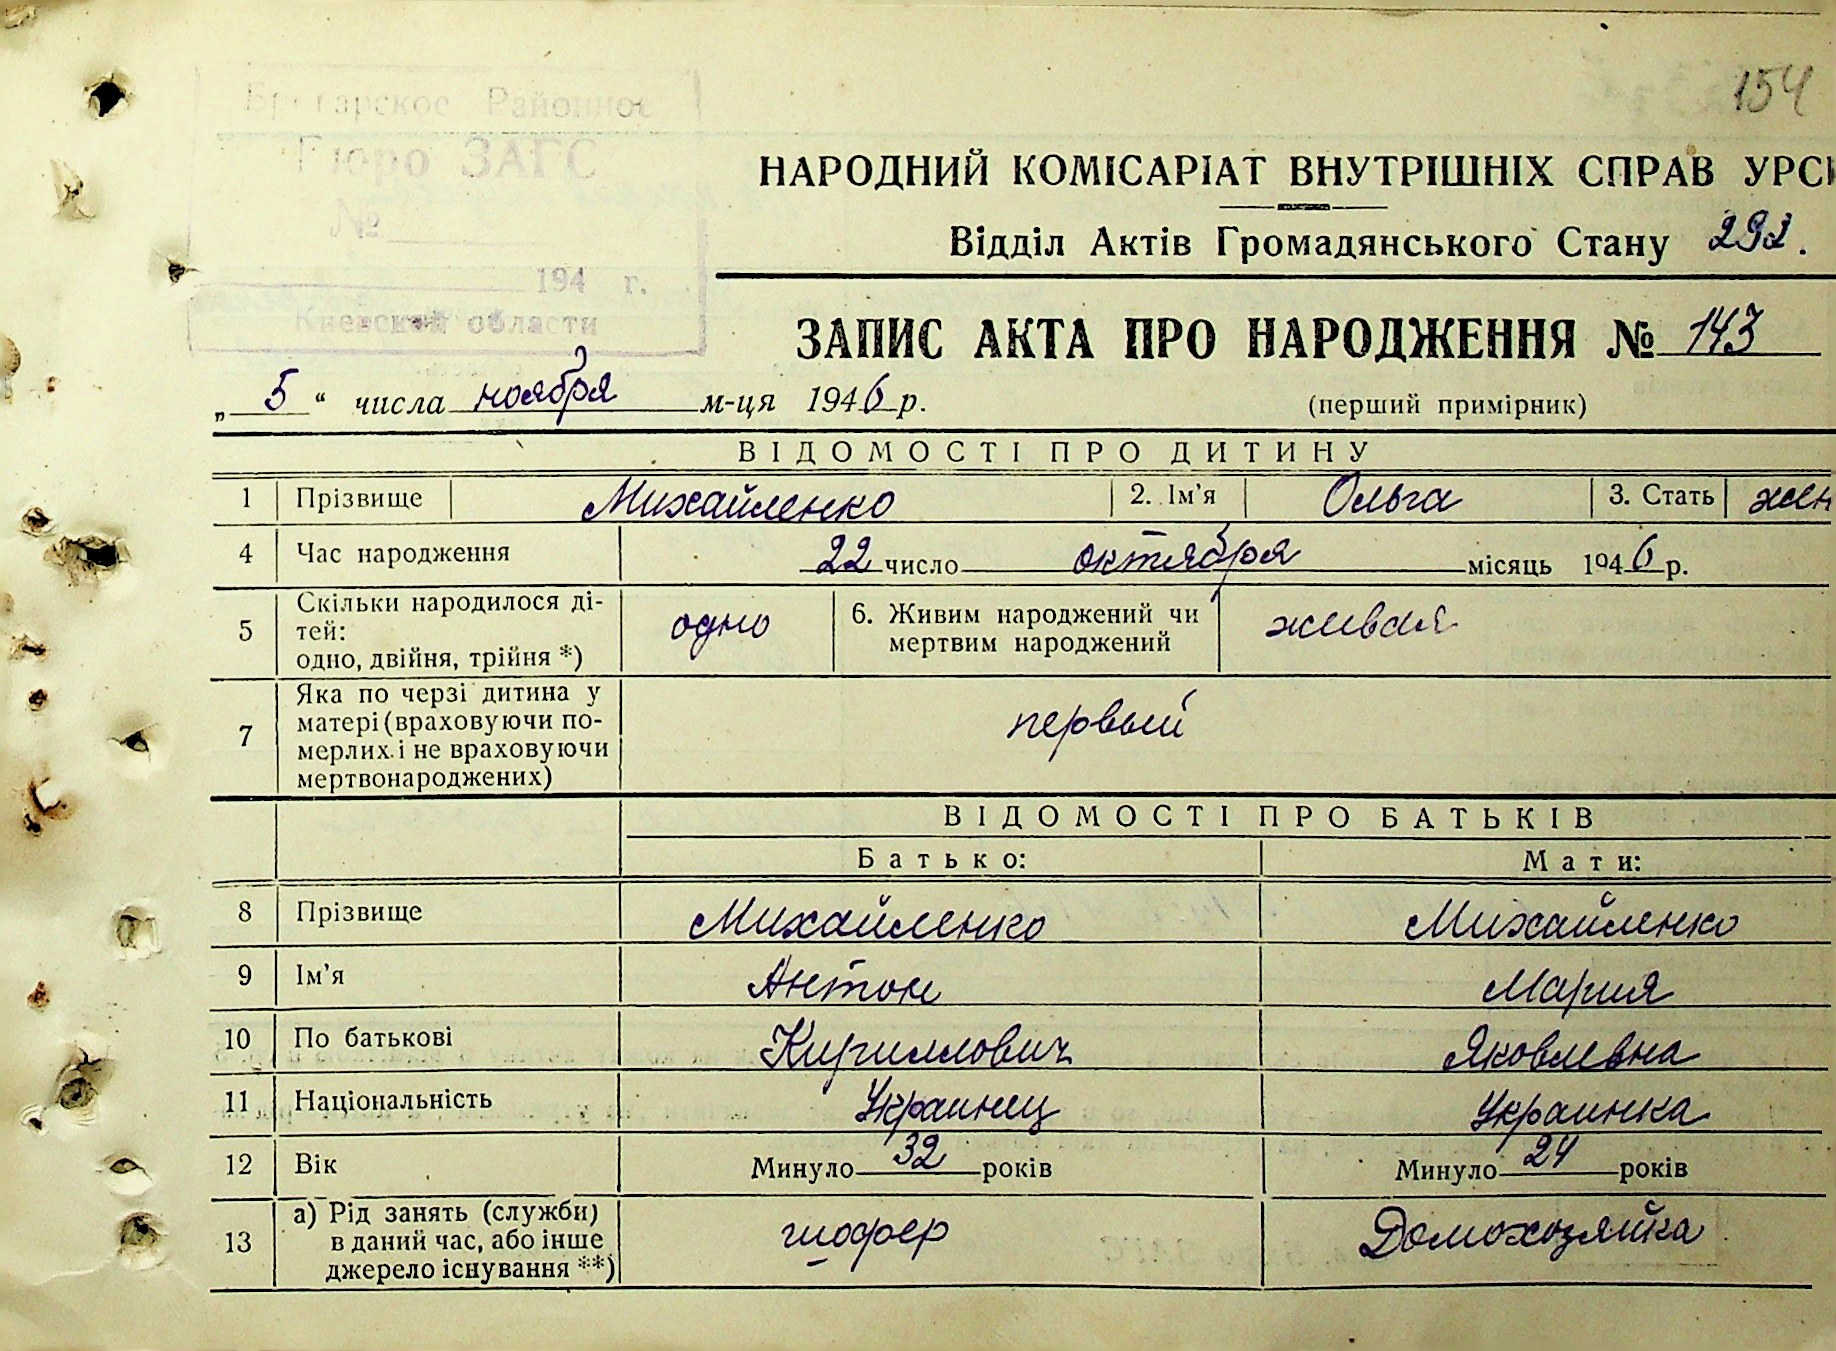 154
Районное
Бюро ЗАГС
№
194 г.
Киевской области
НАРОДНИЙ КОМІСАРІАТ ВНУТРІШНІХ СПРАВ УРСР
Відділ Актів Громадянського Стану 292.
ЗАПИС АКТА ПРО НАРОДЖЕННЯ № 143
„ 5 “ числа ноября м-ця 1946 р.
(перший примірник)
ВІДОМОСТІ ПРО ДИТИНУ
1 Прізвище Михайленко 2. Ім'я Ольга 3. Стать жен
4 Час народження 22 число октября місяць 1946 р.
5 Скільки народилося ді-
тей:
одно, двійня, трійня *) одно 6. Живим народжений чи
мертвим народжений живая
7 Яка по черзі дитина у
матері (враховуючи по-
мерлих і не враховуючи
мертвонароджених) первый
ВІДОМОСТІ ПРО БАТЬКІВ
Батько: Мати:
8 Прізвище Михайленко Михайленко
9 Ім'я Антон Мария
10 По батькові Кириллович Яковлевна
11 Національність Украинец Украинка
12 Вік Минуло 32 років Минуло 24 років
13 а) Рід занять (служби)
в даний час, або інше
джерело існування **) шофер Домохозяйка